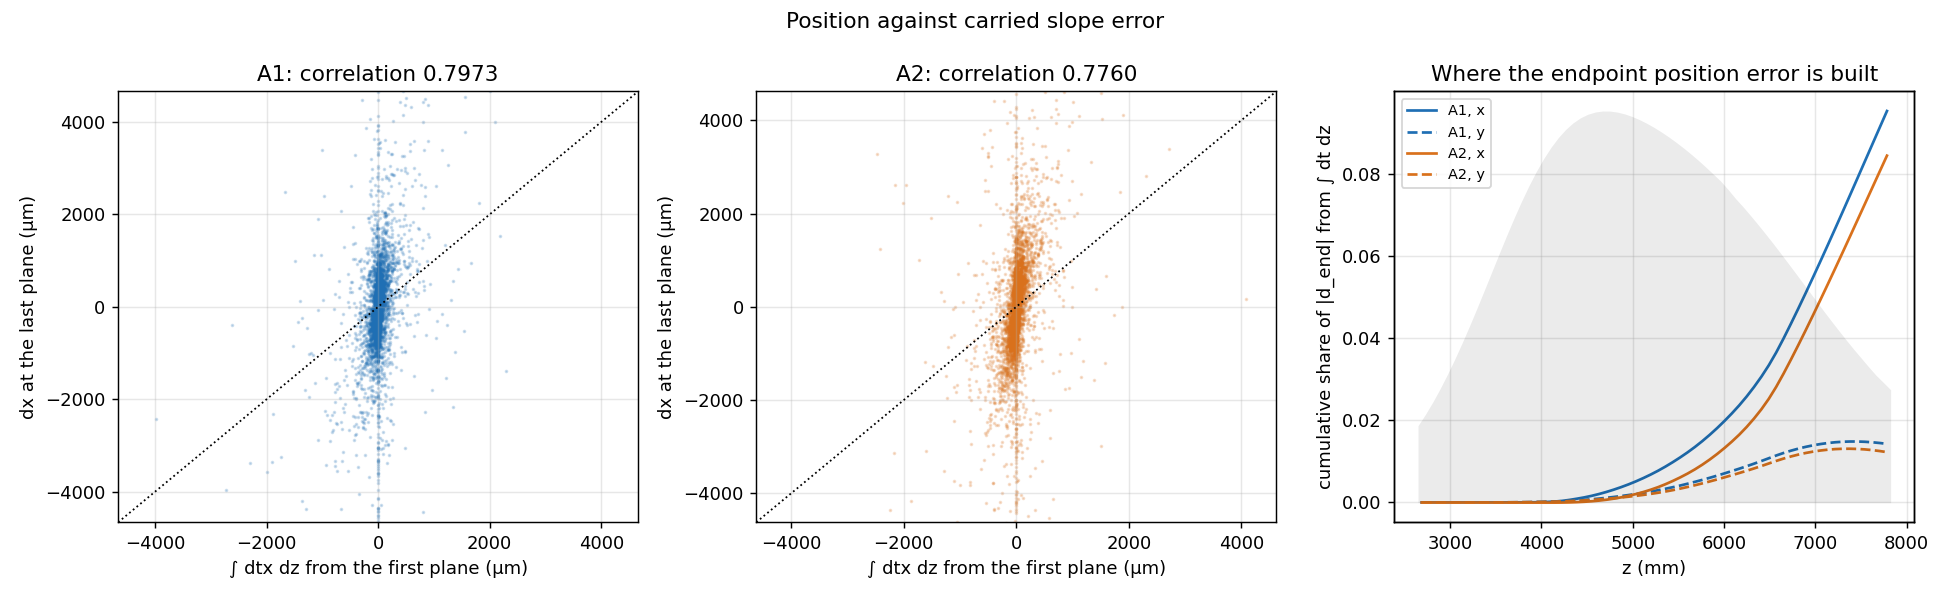 Position against carried slope error
A1: correlation 0.7973
dx at the last plane (μm)
4000
2000
0
−2000
−4000
−4000 −2000 0 2000 4000
∫ dtx dz from the first plane (μm)
A2: correlation 0.7760
dx at the last plane (μm)
4000
2000
0
−2000
−4000
−4000 −2000 0 2000 4000
∫ dtx dz from the first plane (μm)
Where the endpoint position error is built
cumulative share of |d_end| from ∫ dt dz
A1, x
A1, y
A2, x
A2, y
0.08
0.06
0.04
0.02
0.00
3000 4000 5000 6000 7000 8000
z (mm)